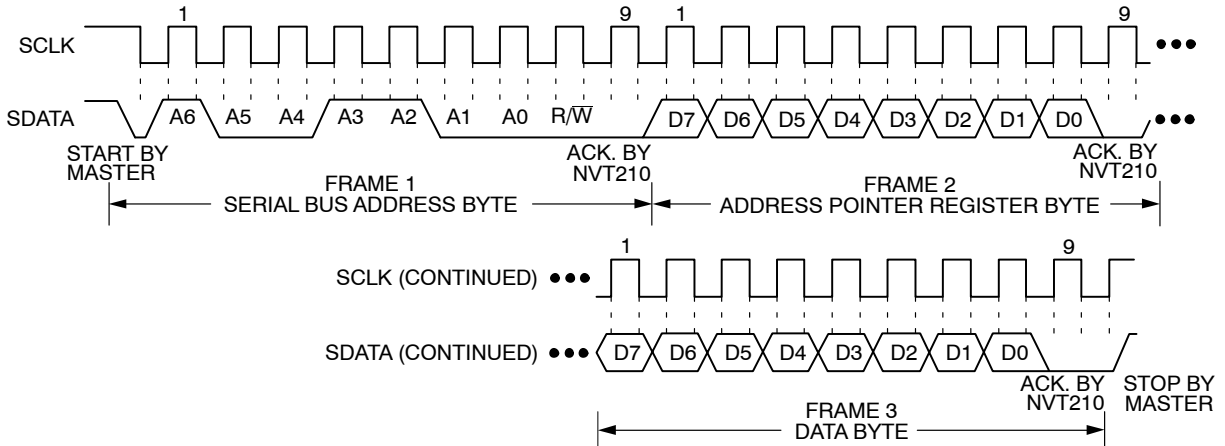 1 9 1 9
SCLK
SDATA A6 A5 A4 A3 A2 A1 A0 R/W̅ D7 D6 D5 D4 D3 D2 D1 D0
START BY
MASTER
ACK. BY
NVT210
ACK. BY
NVT210
FRAME 1
SERIAL BUS ADDRESS BYTE
FRAME 2
ADDRESS POINTER REGISTER BYTE
1 9
SCLK (CONTINUED)
SDATA (CONTINUED) D7 D6 D5 D4 D3 D2 D1 D0
ACK. BY
NVT210
STOP BY
MASTER
FRAME 3
DATA BYTE